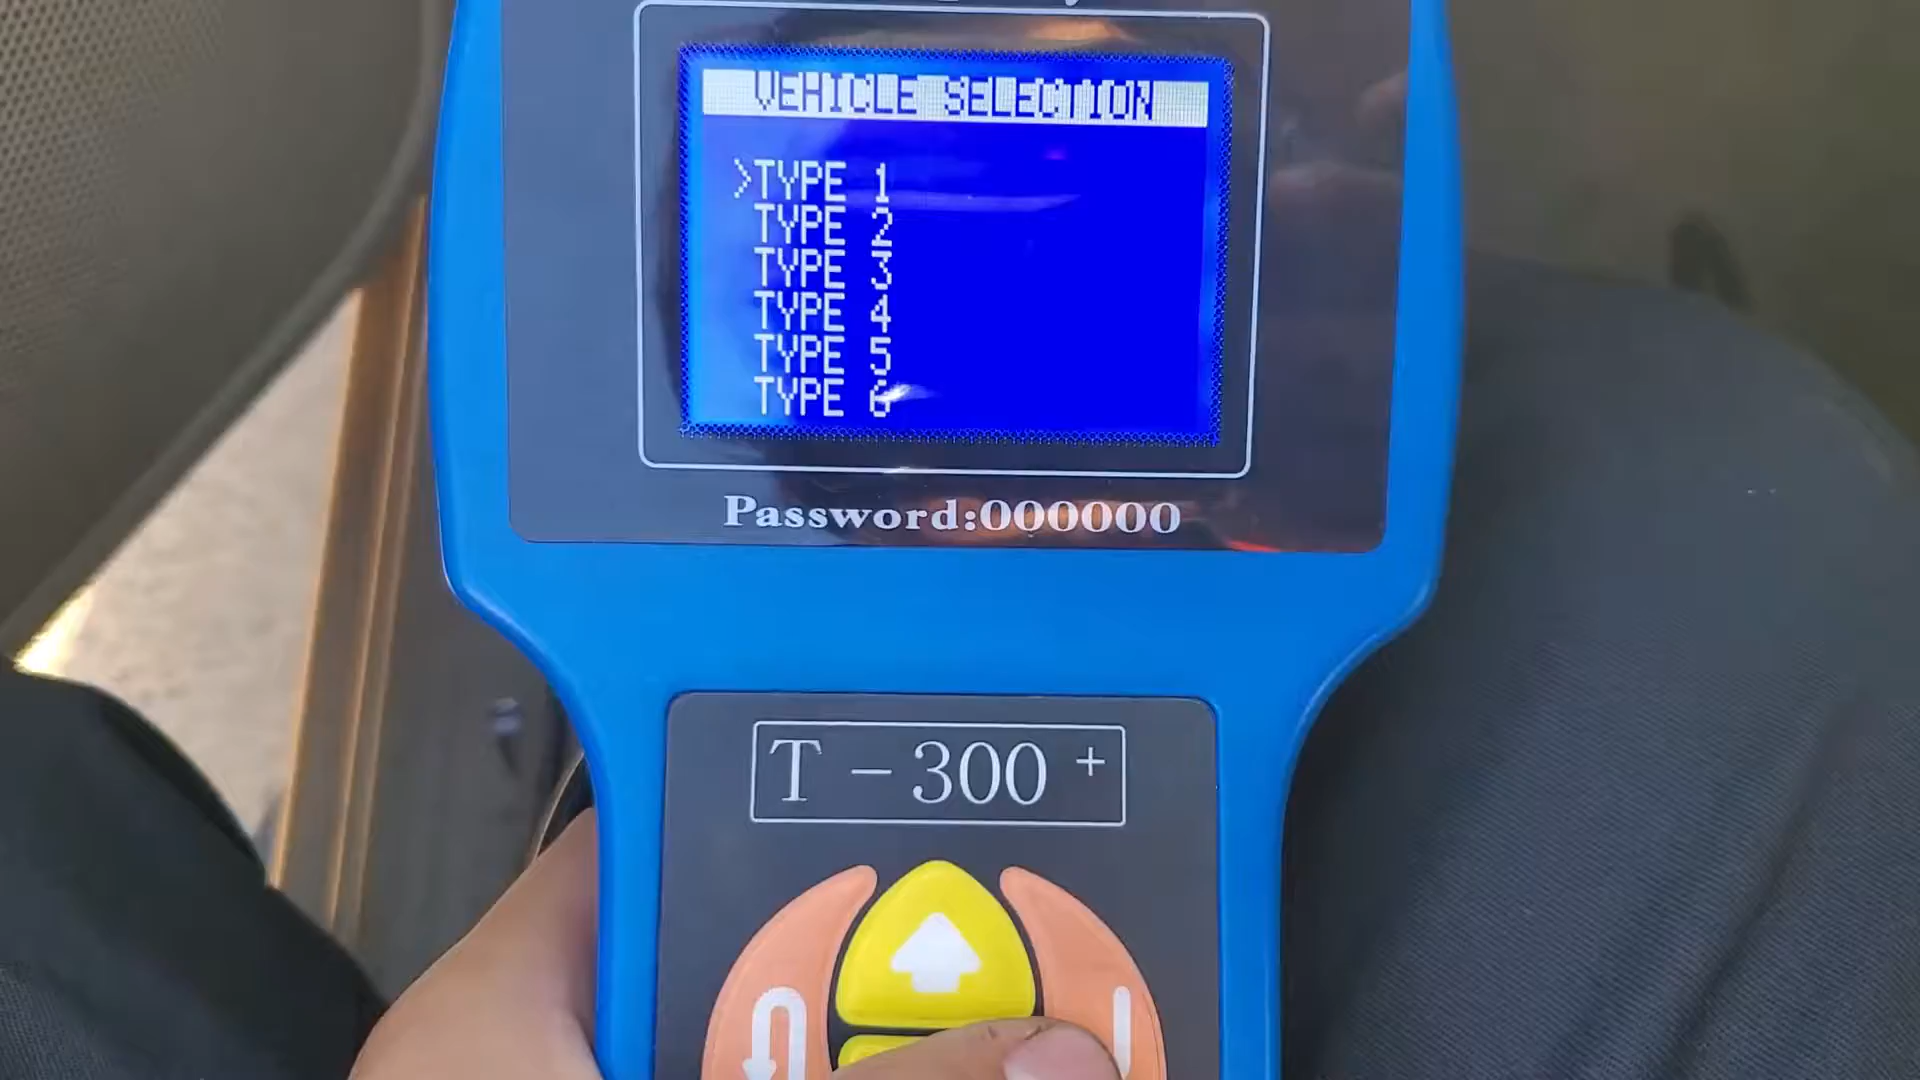 VEHICLE SELECTION
>TYPE 1
TYPE 2
TYPE 3
TYPE 4
TYPE 5
TYPE 6
Password:000000
T-300+